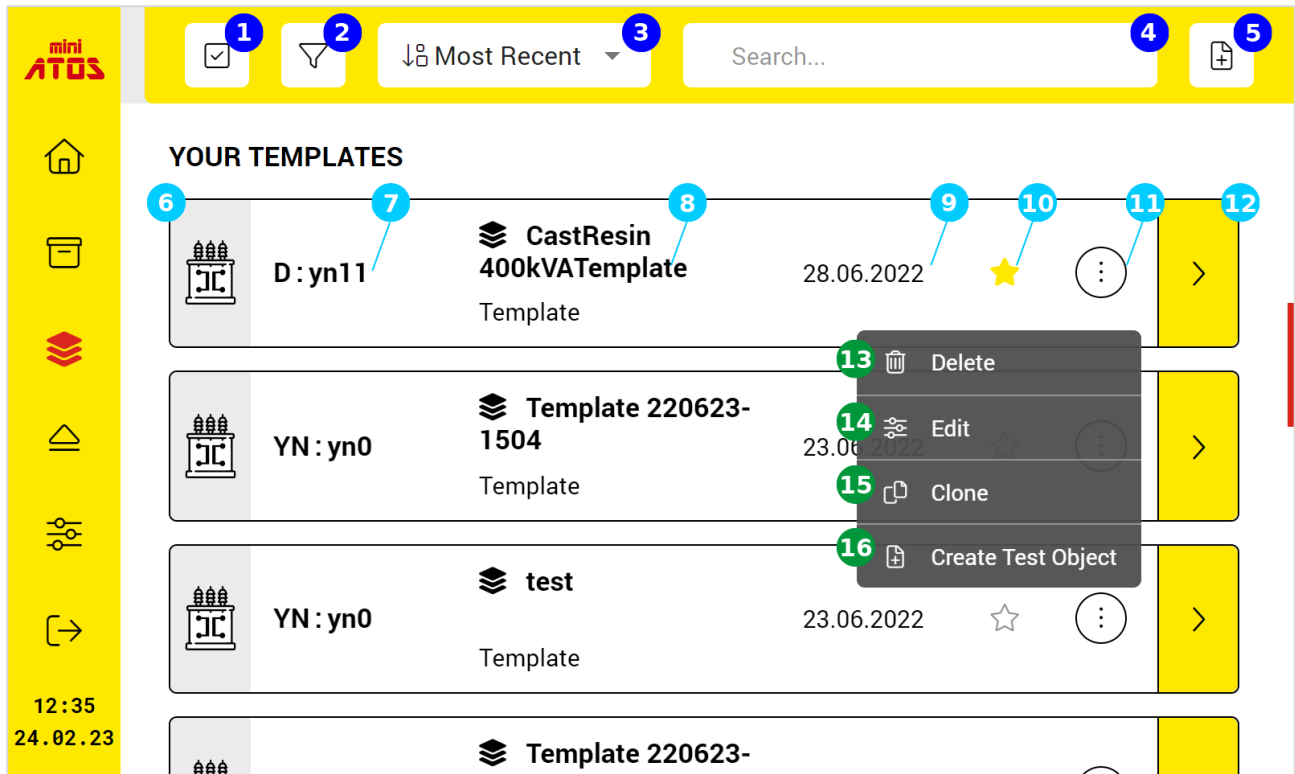 mini
ATOS
1
2
3
4
5
Most Recent
Search...
YOUR TEMPLATES
6
7
8
9
10
11
12
D:yn11
CastResin
400kVATemplate
Template
28.06.2022
13
Delete
14
Edit
15
Clone
16
Create Test Object
YN:yn0
Template 220623-
1504
Template
23.06.2022
YN:yn0
test
Template
23.06.2022
Template 220623-
12:35
24.02.23